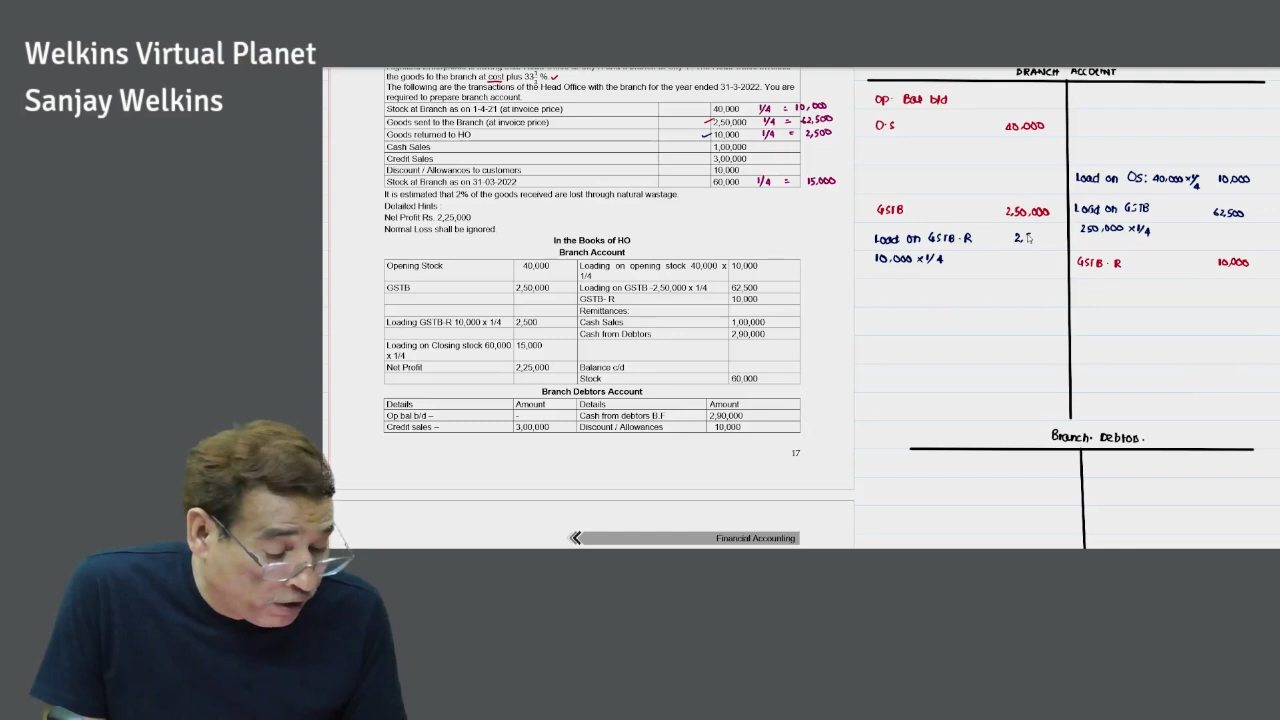 Welkins Virtual Planet
Sanjay Welkins
the goods to the branch at cost plus 33 1/3 %
The following are the transactions of the Head Office with the branch for the year ended 31-3-2022. You are
required to prepare branch account.
Stock at Branch as on 1-4-21 (at invoice price) 40,000 1/4 = 10,000
Goods sent to the Branch (at invoice price) 2,50,000 1/4 = 62,500
Goods returned to HO 10,000 1/4 = 2,500
Cash Sales 1,00,000
Credit Sales 3,00,000
Discount / Allowances to customers 10,000
Stock at Branch as on 31-03-2022 60,000 1/4 = 15,000
It is estimated that 2% of the goods received are lost through natural wastage.
Detailed Hints:
Net Profit Rs. 2,25,000
Normal Loss shall be ignored
In the Books of HO
Branch Account
Opening Stock 40,000 Loading on opening stock 40,000 x 1/4 10,000
GSTB 2,50,000 Loading on GSTB -2,50,000 x 1/4 62,500
GSTB- R 10,000
Remittances:
Loading GSTB-R 10,000 x 1/4 2,500 Cash Sales 1,00,000
Cash from Debtors 2,90,000
Loading on Closing stock 60,000 x 1/4 15,000
Net Profit 2,25,000 Balance c/d
Stock 60,000
Branch Debtors Account
Details Amount Details Amount
Op bal b/d – - Cash from debtors B.F 2,90,000
Credit sales – 3,00,000 Discount / Allowances 10,000
17
Financial Accounting
BRANCH ACCOUNT
Op. Bal b/d
O.S 40,000
Load on OS: 40,000 x 1/4 10,000
GSTB 2,50,000 Load on GSTB 62,500
250,000 x 1/4
Load on GSTB.R 2,
10,000 x 1/4 GSTB.R 10,000
Branch. Debtors.